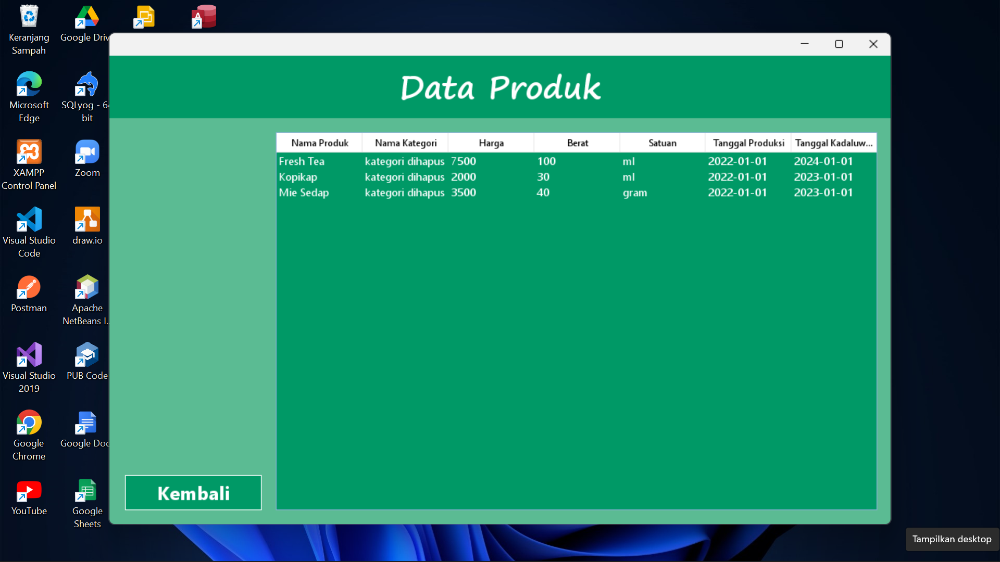 Keranjang
Sampah
Google Driv
Microsoft
Edge
SQLyog - 64
bit
XAMPP
Control Panel
Zoom
Visual Studio
Code
draw.io
Postman
Apache
NetBeans I..
Visual Studio
2019
PUB Code
Google
Chrome
Google Doc
YouTube
Google
Sheets
Data Produk
Nama Produk Nama Kategori Harga Berat Satuan Tanggal Produksi Tanggal Kadaluw...
Fresh Tea kategori dihapus 7500 100 ml 2022-01-01 2024-01-01
Kopikap kategori dihapus 2000 30 ml 2022-01-01 2023-01-01
Mie Sedap kategori dihapus 3500 40 gram 2022-01-01 2023-01-01
Kembali
Tampilkan desktop